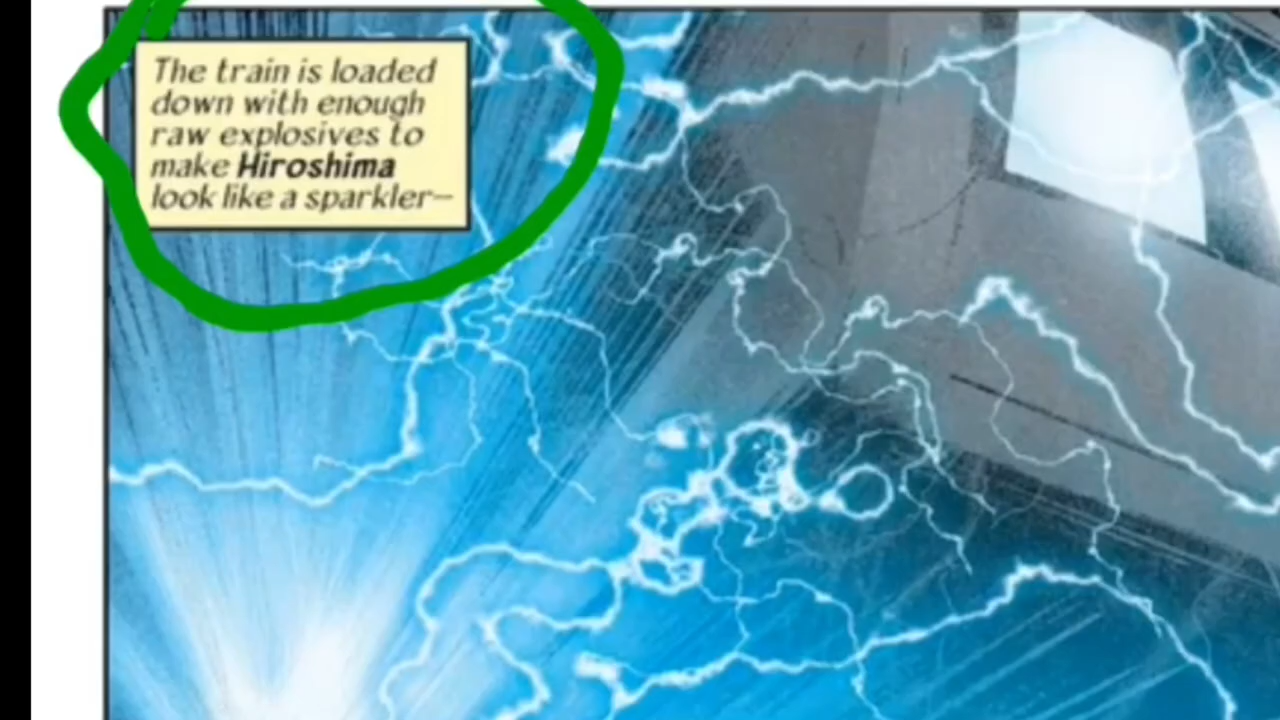 The train is loaded
down with enough
raw explosives to
make Hiroshima
look like a sparkler—